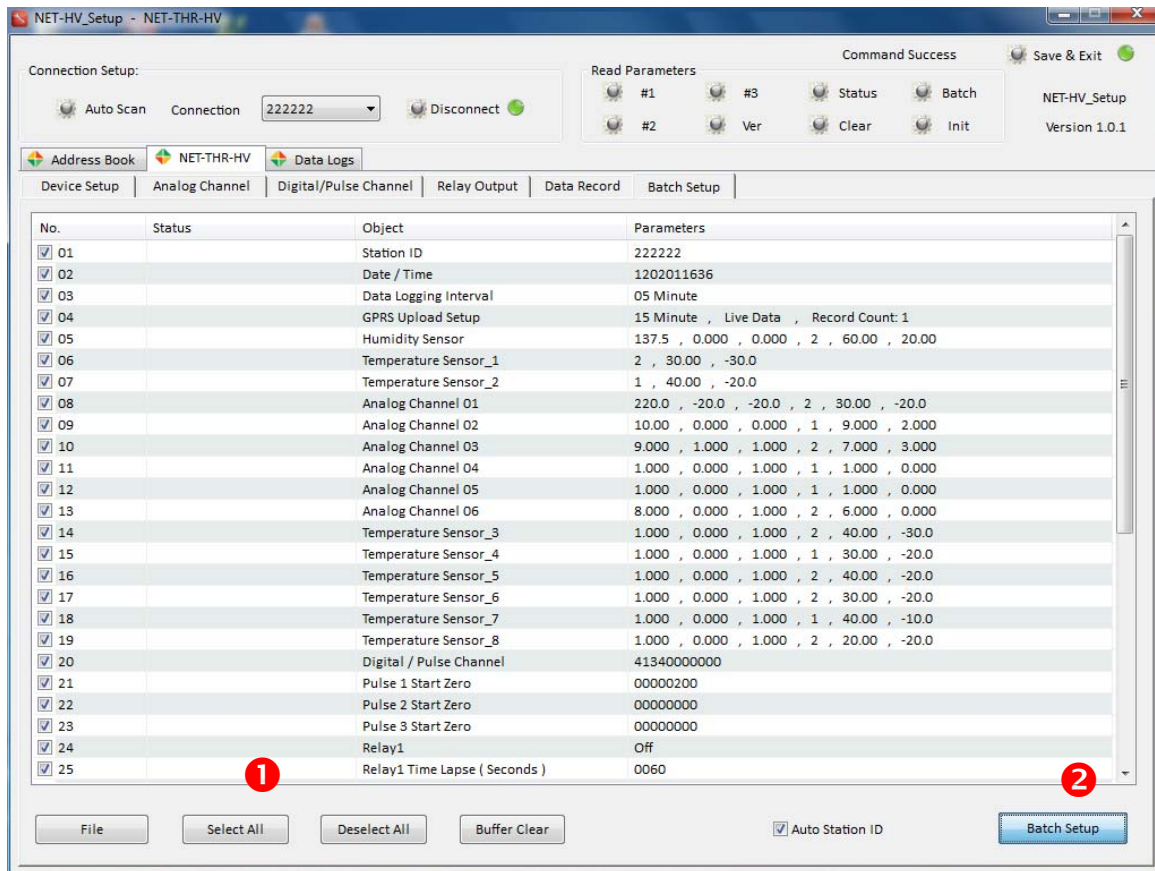 NET-HV_Setup - NET-THR-HV
Command Success
Save & Exit
Connection Setup:
Read Parameters
Auto Scan Connection 222222 Disconnect
#1 #3 Status Batch
NET-HV_Setup
#2 Ver Clear Init
Version 1.0.1
Address Book NET-THR-HV Data Logs
Device Setup Analog Channel Digital/Pulse Channel Relay Output Data Record Batch Setup
No. Status Object Parameters
01 Station ID 222222
02 Date / Time 1202011636
03 Data Logging Interval 05 Minute
04 GPRS Upload Setup 15 Minute , Live Data , Record Count: 1
05 Humidity Sensor 137.5 , 0.000 , 0.000 , 2 , 60.00 , 20.00
06 Temperature Sensor_1 2 , 30.00 , -30.0
07 Temperature Sensor_2 1 , 40.00 , -20.0
08 Analog Channel 01 220.0 , -20.0 , -20.0 , 2 , 30.00 , -20.0
09 Analog Channel 02 10.00 , 0.000 , 0.000 , 1 , 9.000 , 2.000
10 Analog Channel 03 9.000 , 1.000 , 1.000 , 2 , 7.000 , 3.000
11 Analog Channel 04 1.000 , 0.000 , 1.000 , 1 , 1.000 , 0.000
12 Analog Channel 05 1.000 , 0.000 , 1.000 , 1 , 1.000 , 0.000
13 Analog Channel 06 8.000 , 0.000 , 1.000 , 2 , 6.000 , 0.000
14 Temperature Sensor_3 1.000 , 0.000 , 1.000 , 2 , 40.00 , -30.0
15 Temperature Sensor_4 1.000 , 0.000 , 1.000 , 1 , 30.00 , -20.0
16 Temperature Sensor_5 1.000 , 0.000 , 1.000 , 2 , 40.00 , -20.0
17 Temperature Sensor_6 1.000 , 0.000 , 1.000 , 2 , 30.00 , -20.0
18 Temperature Sensor_7 1.000 , 0.000 , 1.000 , 1 , 40.00 , -10.0
19 Temperature Sensor_8 1.000 , 0.000 , 1.000 , 2 , 20.00 , -20.0
20 Digital / Pulse Channel 41340000000
21 Pulse 1 Start Zero 00000200
22 Pulse 2 Start Zero 00000000
23 Pulse 3 Start Zero 00000000
24 Relay1 Off
25 Relay1 Time Lapse ( Seconds ) 0060
1 2
File Select All Deselect All Buffer Clear Auto Station ID Batch Setup